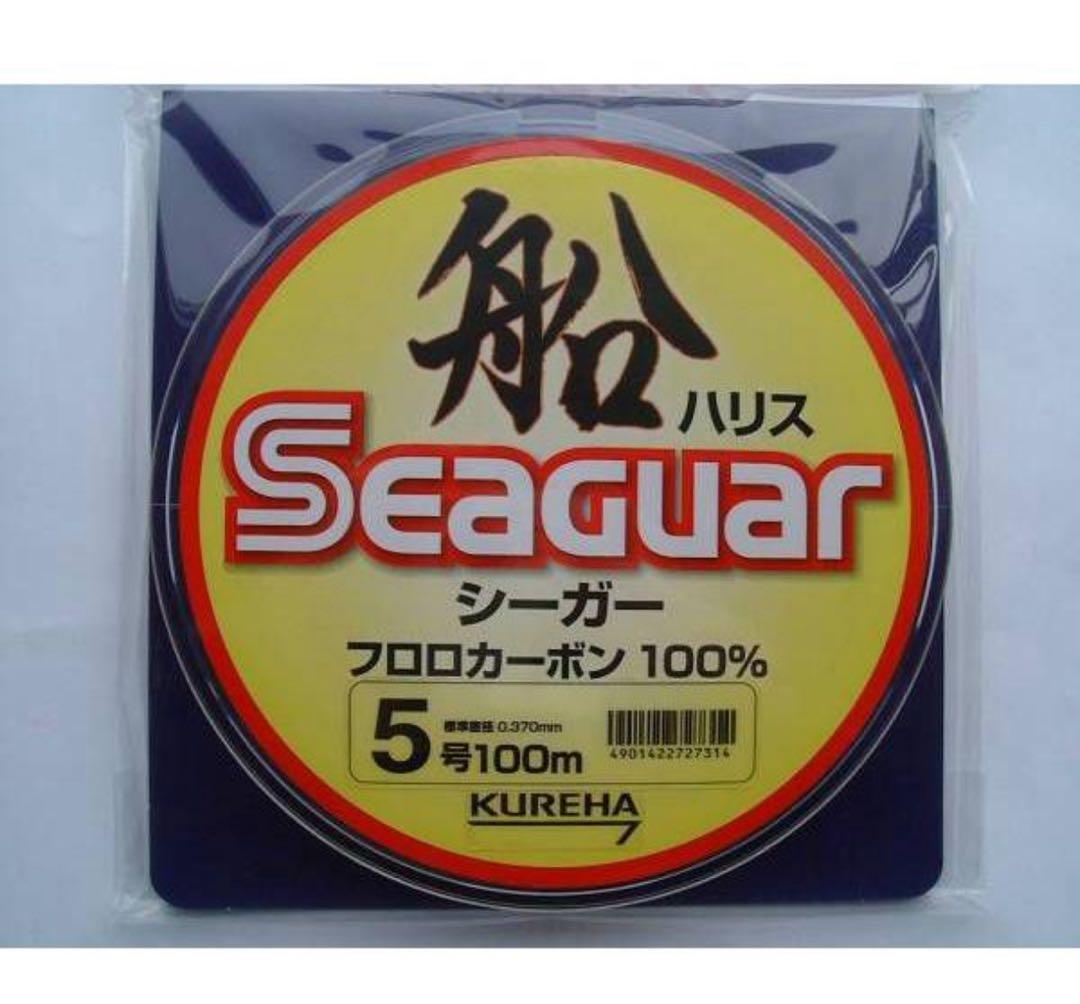 船
ハリス
SEAGUAR
シーガー
フロロカーボン 100%
5号100m
標準直径 0.370mm
4901422727314
KUREHA